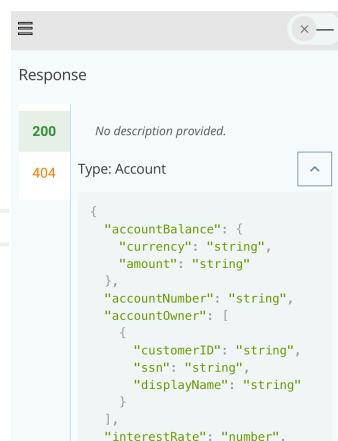 Response
200
No description provided.
404
Type: Account
{
"accountBalance": {
"currency": "string",
"amount": "string"
},
"accountNumber": "string",
"accountOwner": [
{
"customerID": "string",
"ssn": "string",
"displayName": "string"
}
],
"interestRate": "number",